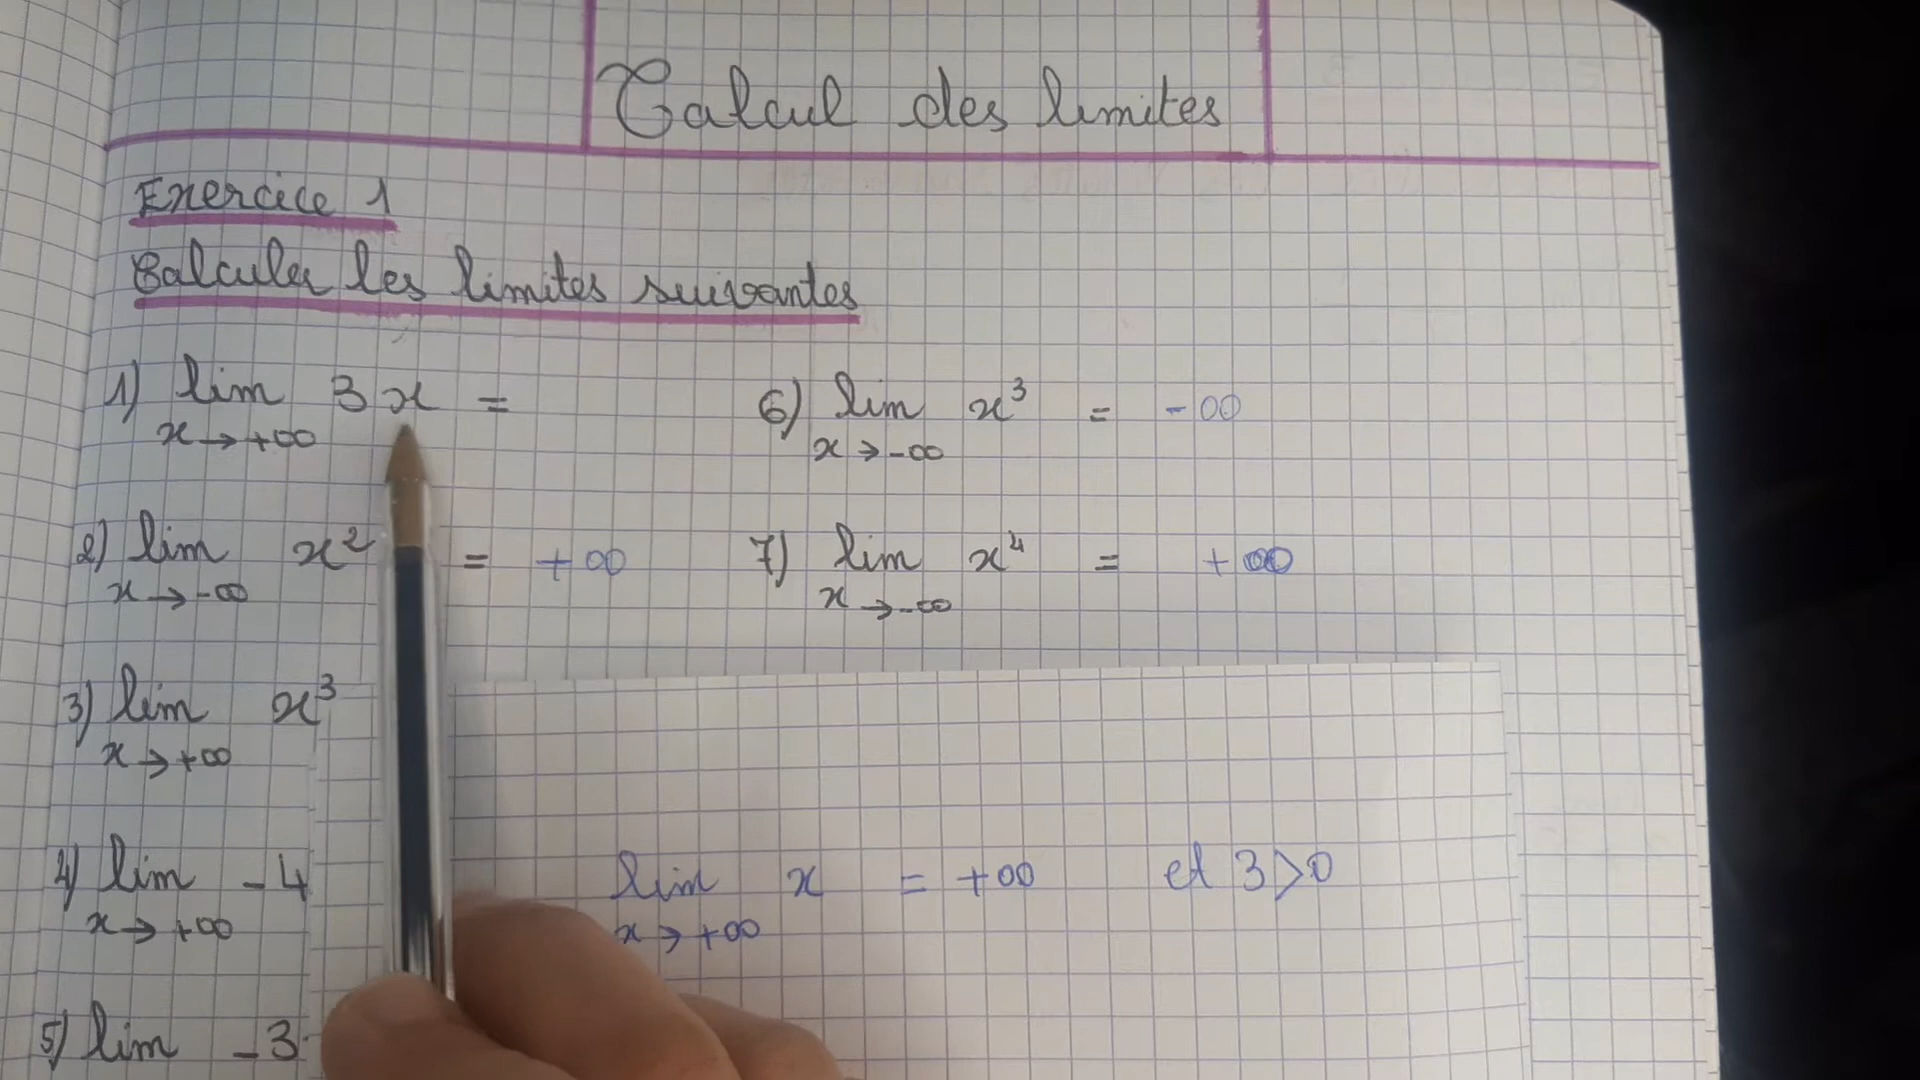 Calcul des limites
Exercice 1
Calculer les limites suivantes
1) lim 3x =
x→+∞
2) lim x² = +∞
x→-∞
3) lim x³
x→+∞
4) lim -4
x→+∞
5) lim -3
6) lim x³ = -∞
x→-∞
7) lim x⁴ = +∞
x→-∞
lim x = +∞ et 3>0
x→+∞